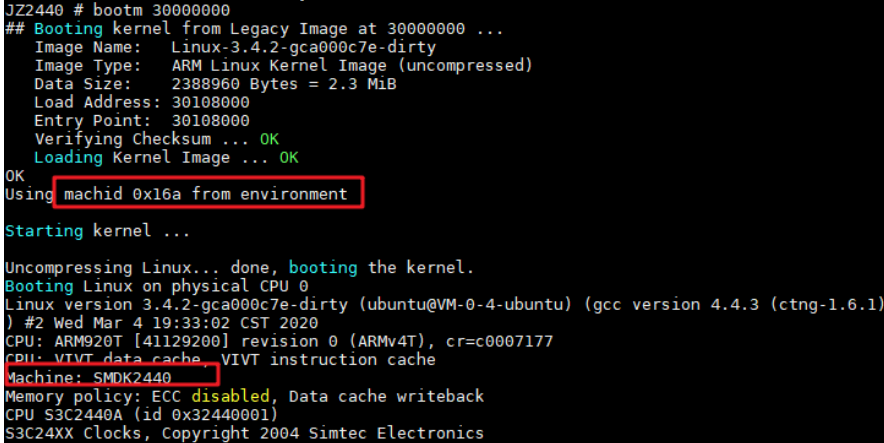 JZ2440 # bootm 30000000
## Booting kernel from Legacy Image at 30000000 ...
   Image Name:   Linux-3.4.2-gca000c7e-dirty
   Image Type:   ARM Linux Kernel Image (uncompressed)
   Data Size:    2388960 Bytes = 2.3 MiB
   Load Address: 30108000
   Entry Point:  30108000
   Verifying Checksum ... OK
   Loading Kernel Image ... OK
OK
Using machid 0x16a from environment
Starting kernel ...
Uncompressing Linux... done, booting the kernel.
Booting Linux on physical CPU 0
Linux version 3.4.2-gca000c7e-dirty (ubuntu@VM-0-4-ubuntu) (gcc version 4.4.3 (ctng-1.6.1)
) #2 Wed Mar 4 19:33:02 CST 2020
CPU: ARM920T [41129200] revision 0 (ARMv4T), cr=c0007177
CPU: VIVT data cache, VIVT instruction cache
Machine: SMDK2440
Memory policy: ECC disabled, Data cache writeback
CPU S3C2440A (id 0x32440001)
S3C24XX Clocks, Copyright 2004 Simtec Electronics